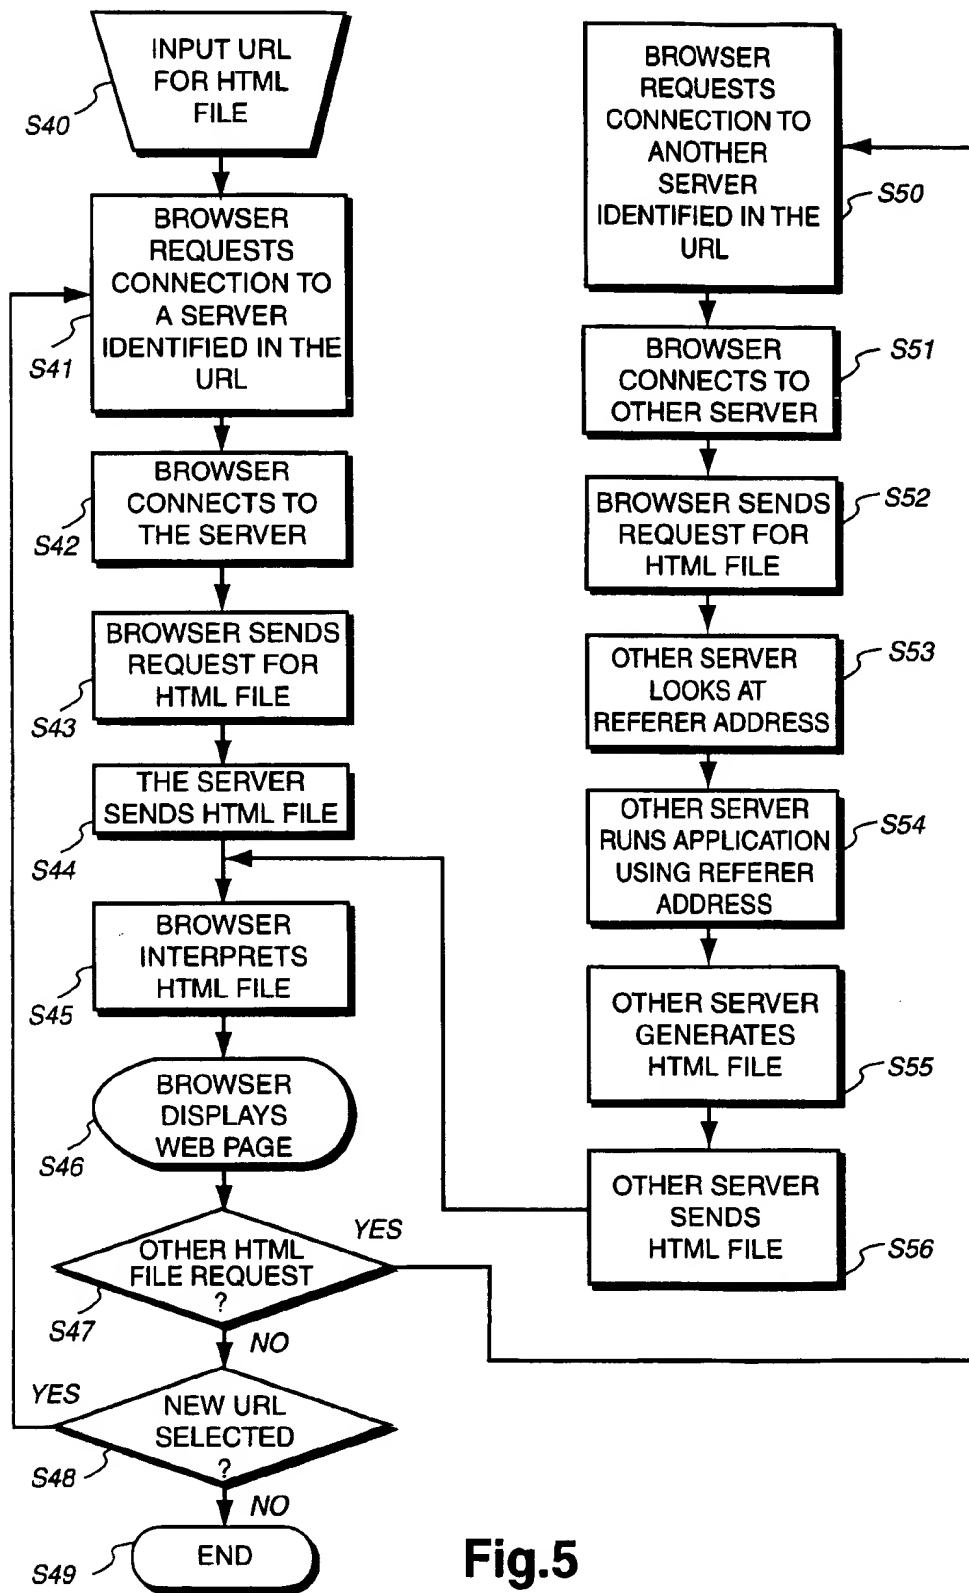 INPUT URL
FOR HTML
FILE
S40
BROWSER
REQUESTS
CONNECTION TO
A SERVER
IDENTIFIED IN THE
URL
S41
BROWSER
CONNECTS TO
THE SERVER
S42
BROWSER SENDS
REQUEST FOR
HTML FILE
S43
THE SERVER
SENDS HTML FILE
S44
BROWSER
INTERPRETS
HTML FILE
S45
BROWSER
DISPLAYS
WEB PAGE
S46
OTHER HTML
FILE REQUEST
?
S47
YES
NO
NEW URL
SELECTED
?
S48
YES
NO
END
S49
BROWSER
REQUESTS
CONNECTION TO
ANOTHER
SERVER
IDENTIFIED IN THE
URL
S50
BROWSER
CONNECTS TO
OTHER SERVER
S51
BROWSER SENDS
REQUEST FOR
HTML FILE
S52
OTHER SERVER
LOOKS AT
REFERER ADDRESS
S53
OTHER SERVER
RUNS APPLICATION
USING REFERER
ADDRESS
S54
OTHER SERVER
GENERATES
HTML FILE
S55
OTHER SERVER
SENDS
HTML FILE
S56
Fig.5